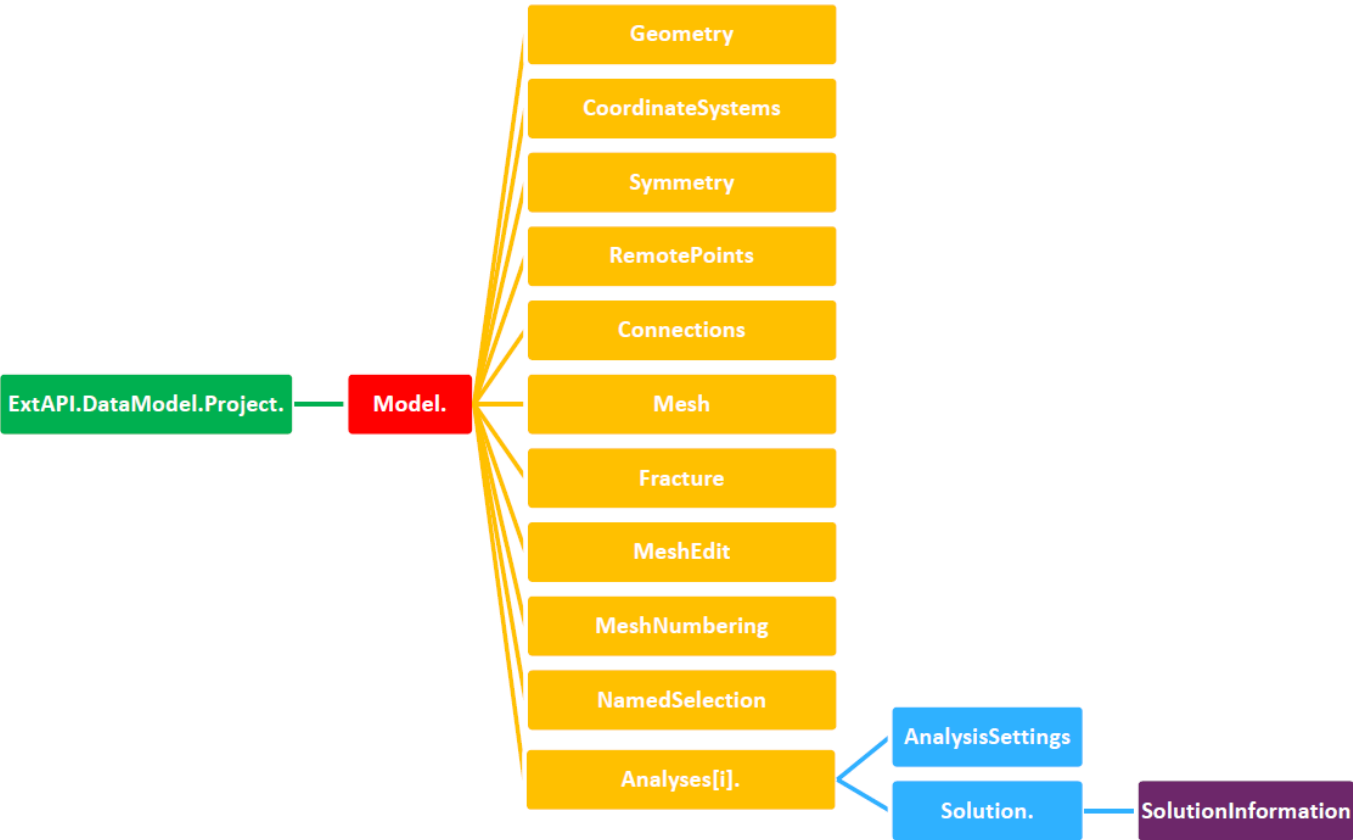 ExtAPI.DataModel.Project.
Model.
Geometry
CoordinateSystems
Symmetry
RemotePoints
Connections
Mesh
Fracture
MeshEdit
MeshNumbering
NamedSelection
Analyses[i].
AnalysisSettings
Solution.
SolutionInformation